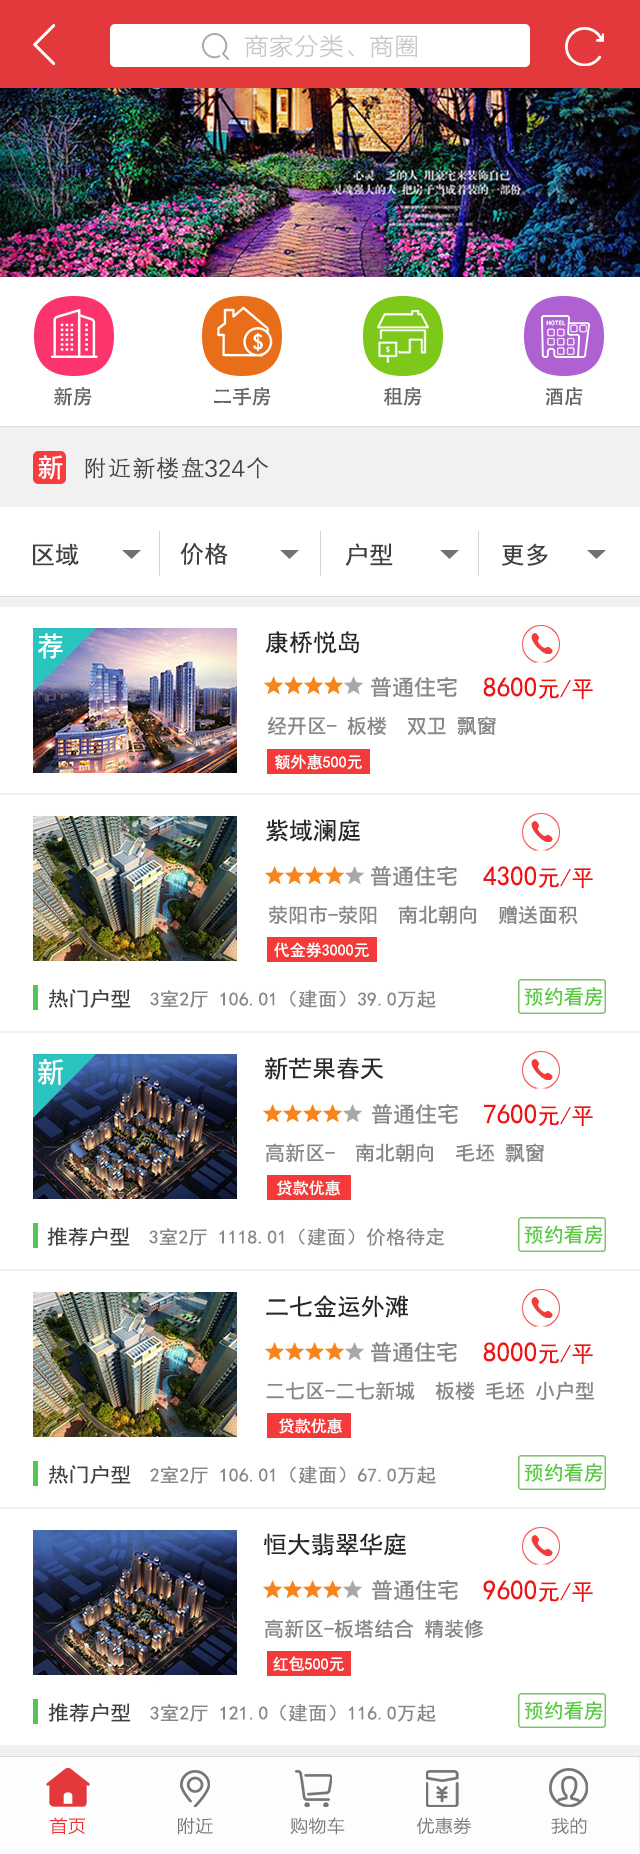 商家分类、商圈
心灵 乏的人 用豪宅来装饰自己
灵魂强大的人 把房子当成着装的一部份
HOTEL
新房 二手房 租房 酒店
新 附近新楼盘324个
区域 价格 户型 更多
荐
康桥悦岛
普通住宅 8600元/平
经开区- 板楼 双卫 飘窗
额外惠500元
紫域澜庭
普通住宅 4300元/平
荥阳市-荥阳 南北朝向 赠送面积
代金券3000元
热门户型 3室2厅 106.01（建面）39.0万起 预约看房
新
新芒果春天
普通住宅 7600元/平
高新区- 南北朝向 毛坯 飘窗
贷款优惠
推荐户型 3室2厅 1118.01（建面）价格待定 预约看房
二七金运外滩
普通住宅 8000元/平
二七区-二七新城 板楼 毛坯 小户型
贷款优惠
热门户型 2室2厅 106.01（建面）67.0万起 预约看房
恒大翡翠华庭
普通住宅 9600元/平
高新区-板塔结合 精装修
红包500元
推荐户型 3室2厅 121.0（建面）116.0万起 预约看房
首页 附近 购物车 优惠券 我的